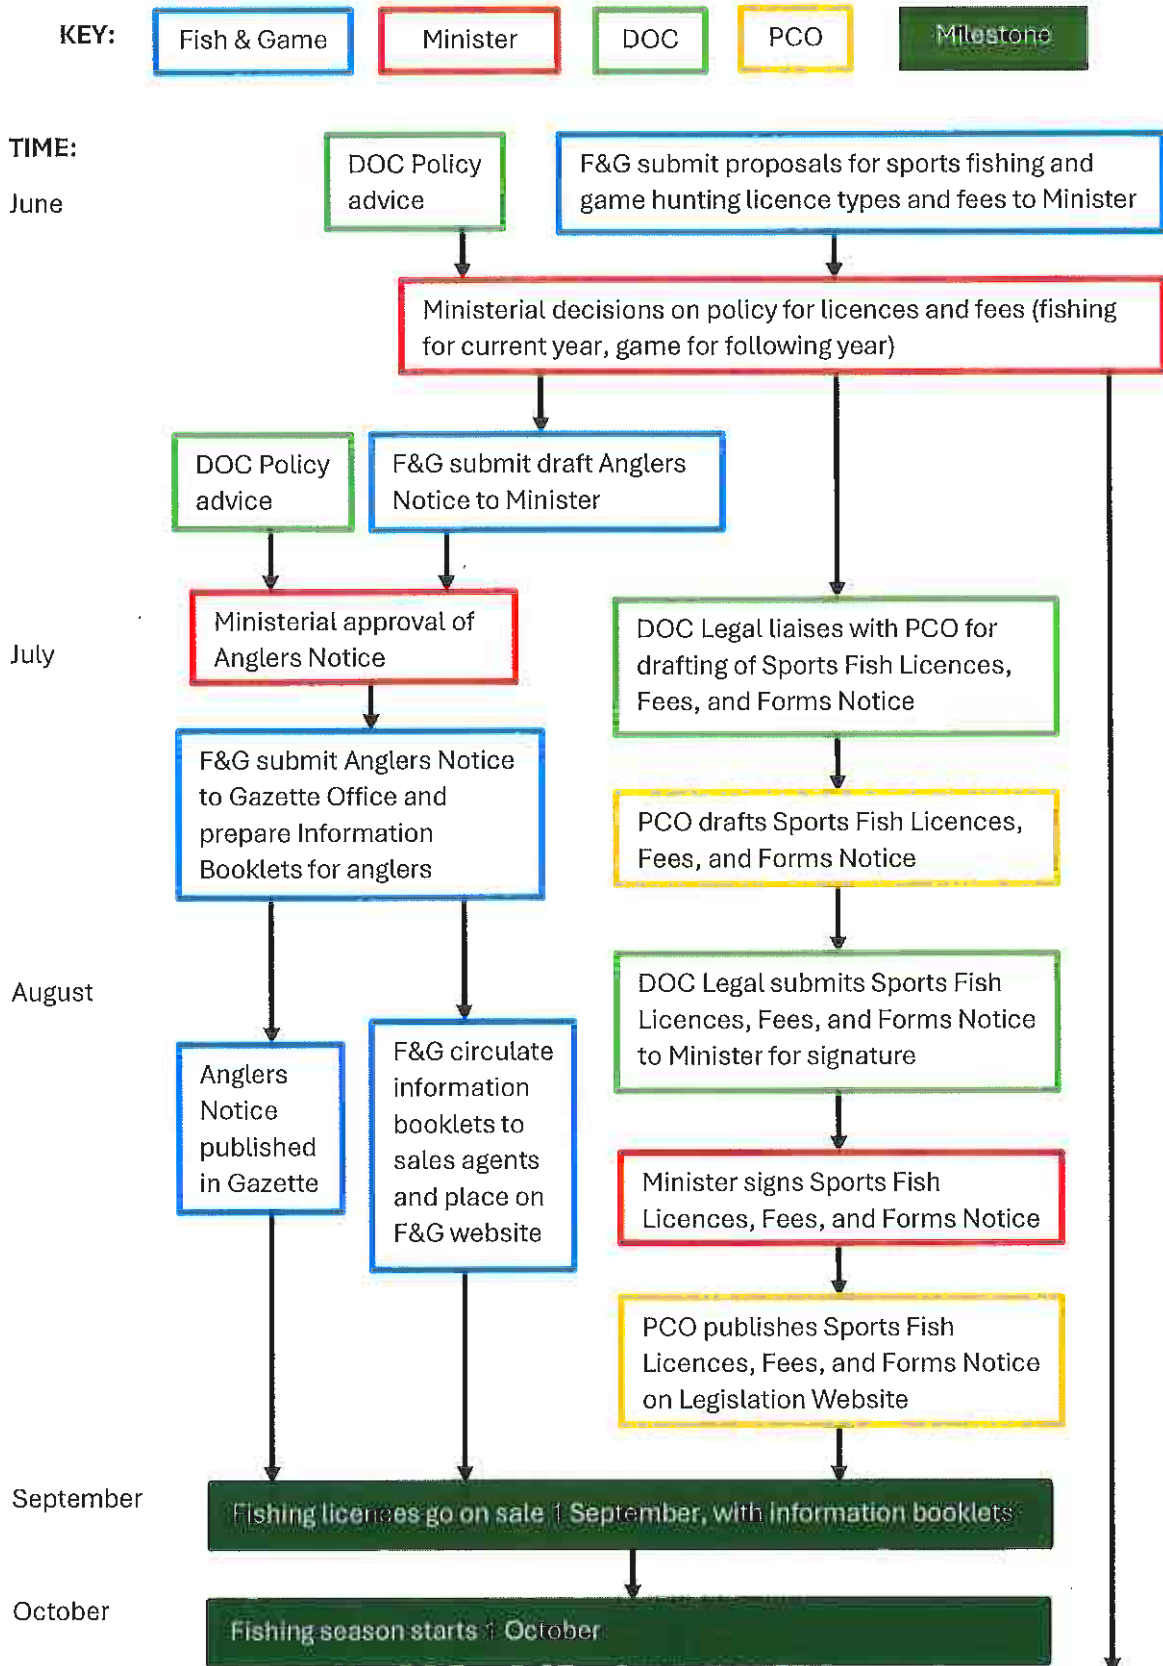 KEY:
Fish & Game
Minister
DOC
PCO
Milestone
TIME:
June
DOC Policy
advice
F&G submit proposals for sports fishing and
game hunting licence types and fees to Minister
Ministerial decisions on policy for licences and fees (fishing
for current year, game for following year)
DOC Policy
advice
F&G submit draft Anglers
Notice to Minister
July
Ministerial approval of
Anglers Notice
DOC Legal liaises with PCO for
drafting of Sports Fish Licences,
Fees, and Forms Notice
F&G submit Anglers Notice
to Gazette Office and
prepare Information
Booklets for anglers
PCO drafts Sports Fish Licences,
Fees, and Forms Notice
August
DOC Legal submits Sports Fish
Licences, Fees, and Forms Notice
to Minister for signature
Anglers
Notice
published
in Gazette
F&G circulate
information
booklets to
sales agents
and place on
F&G website
Minister signs Sports Fish
Licences, Fees, and Forms Notice
PCO publishes Sports Fish
Licences, Fees, and Forms Notice
on Legislation Website
September
Fishing licences go on sale 1 September, with information booklets
October
Fishing season starts 1 October